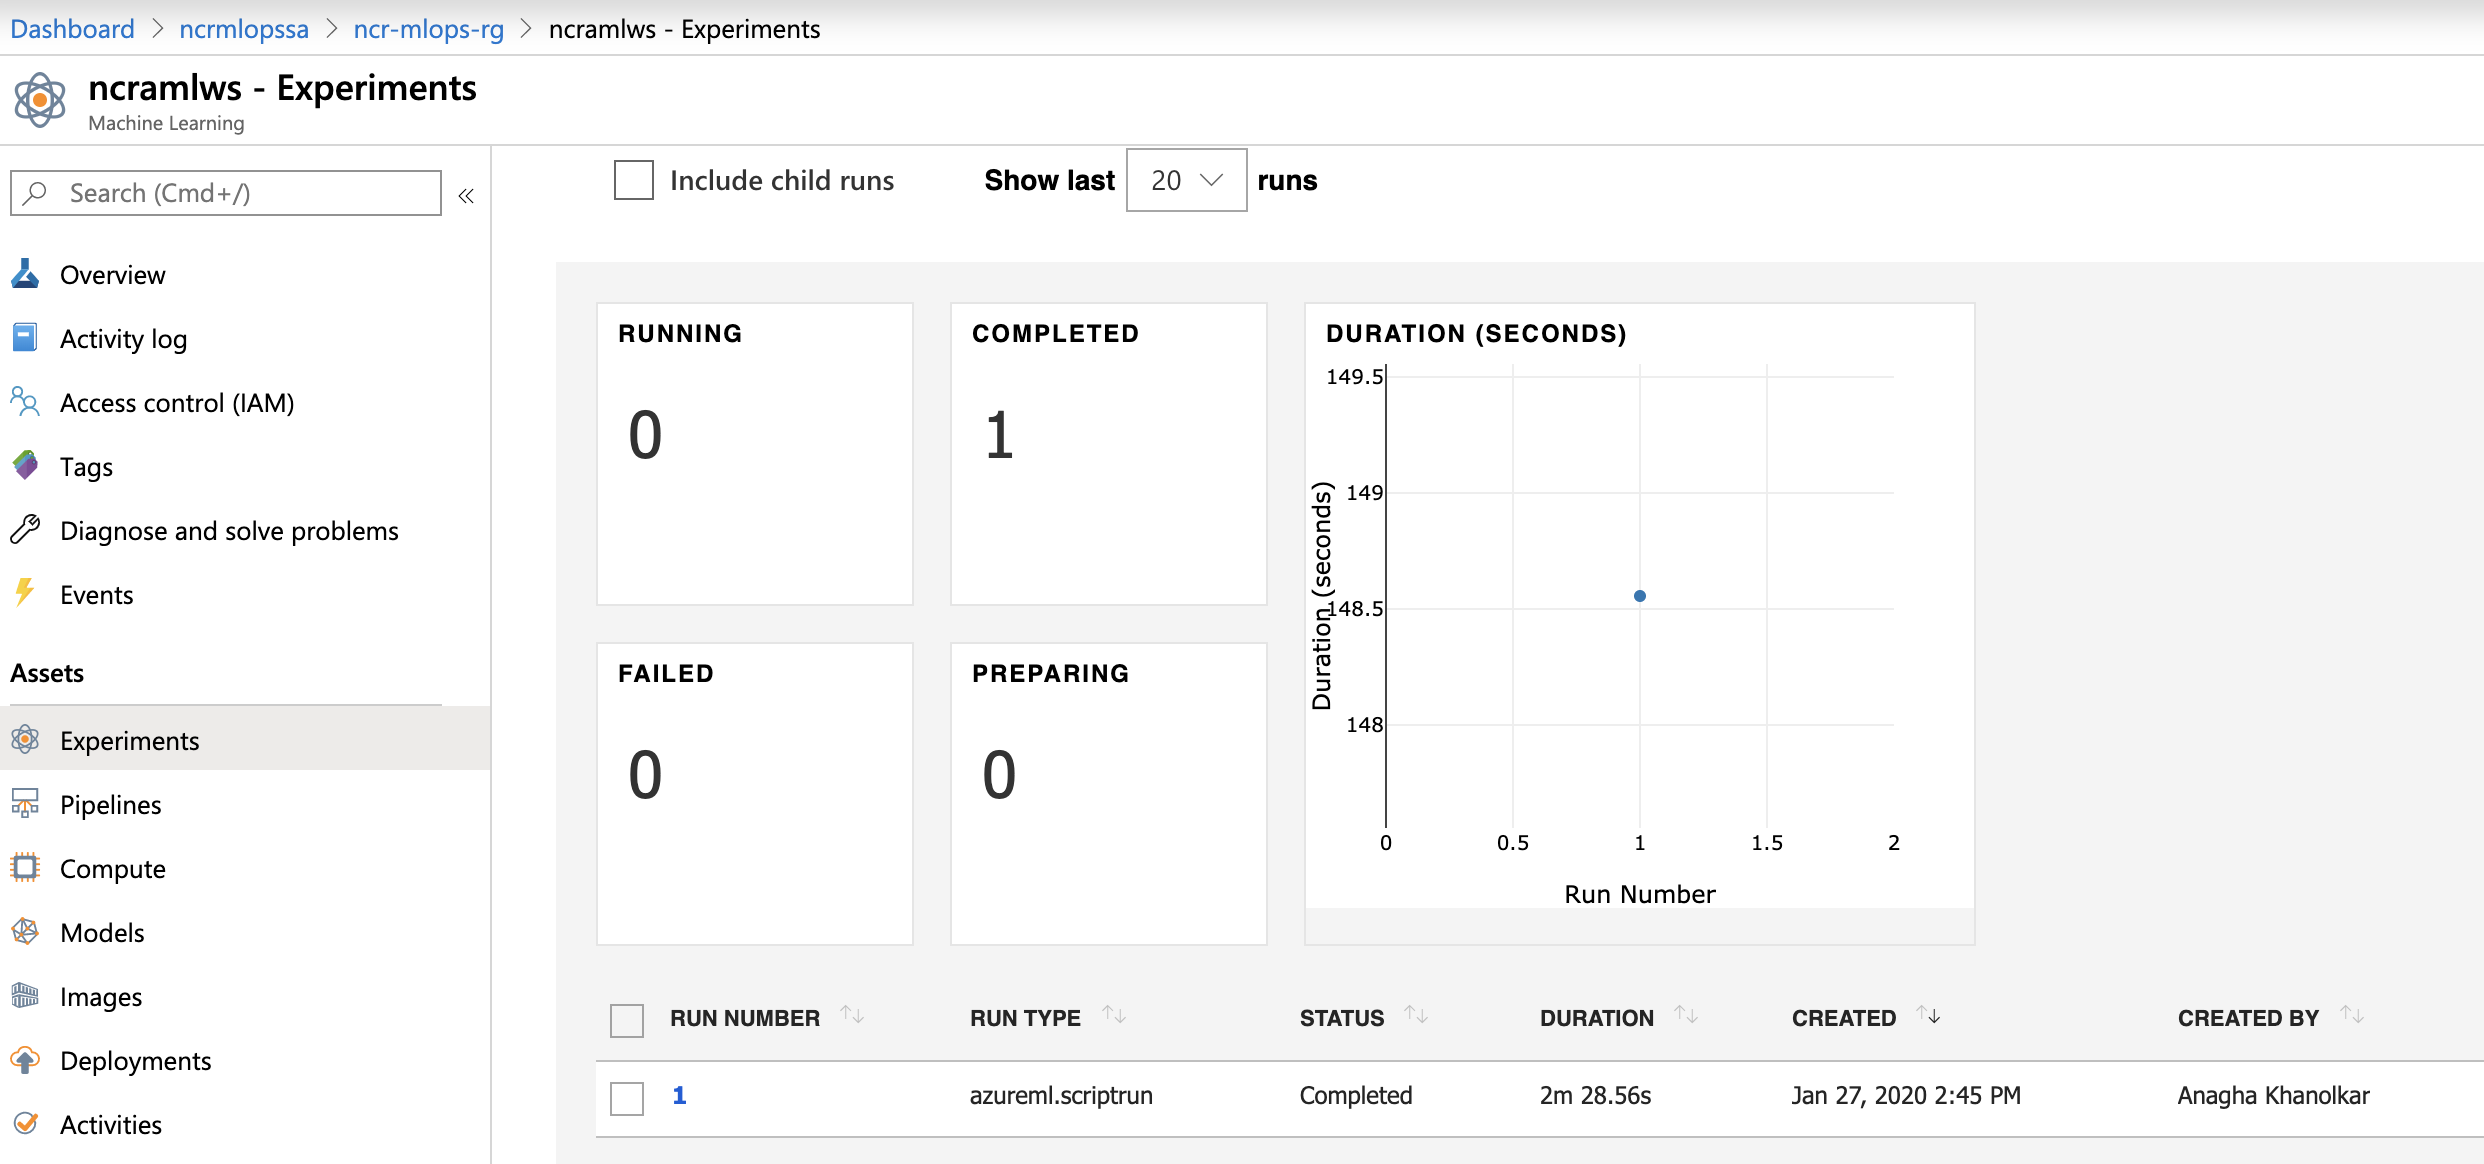 Dashboard > ncrmlopssa > ncr-mlops-rg > ncramlws - Experiments
ncramlws - Experiments
Machine Learning
Search (Cmd+/)
«
Overview
Activity log
Access control (IAM)
Tags
Diagnose and solve problems
Events
Assets
Experiments
Pipelines
Compute
Models
Images
Deployments
Activities
Include child runs
Show last 20 runs
RUNNING
0
COMPLETED
1
FAILED
0
PREPARING
0
DURATION (SECONDS)
Duration (seconds)
149.5
149
148.5
148
0 0.5 1 1.5 2
Run Number
RUN NUMBER RUN TYPE STATUS DURATION CREATED CREATED BY
1 azureml.scriptrun Completed 2m 28.56s Jan 27, 2020 2:45 PM Anagha Khanolkar